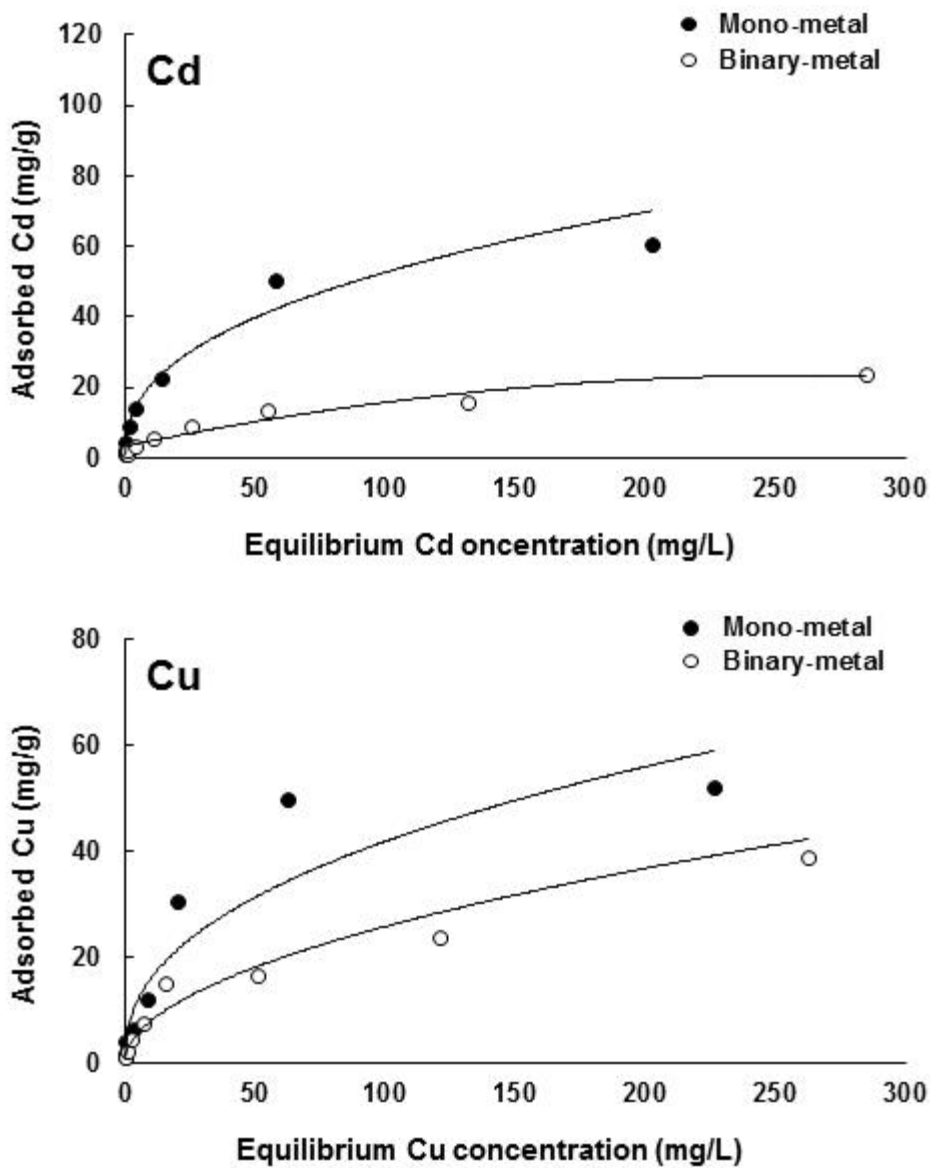 Mono-metal
Binary-metal
Cd
120
100
80
60
40
20
0
Adsorbed Cd (mg/g)
0 50 100 150 200 250 300
Equilibrium Cd oncentration (mg/L)
Mono-metal
Binary-metal
Cu
80
60
40
20
0
Adsorbed Cu (mg/g)
0 50 100 150 200 250 300
Equilibrium Cu concentration (mg/L)